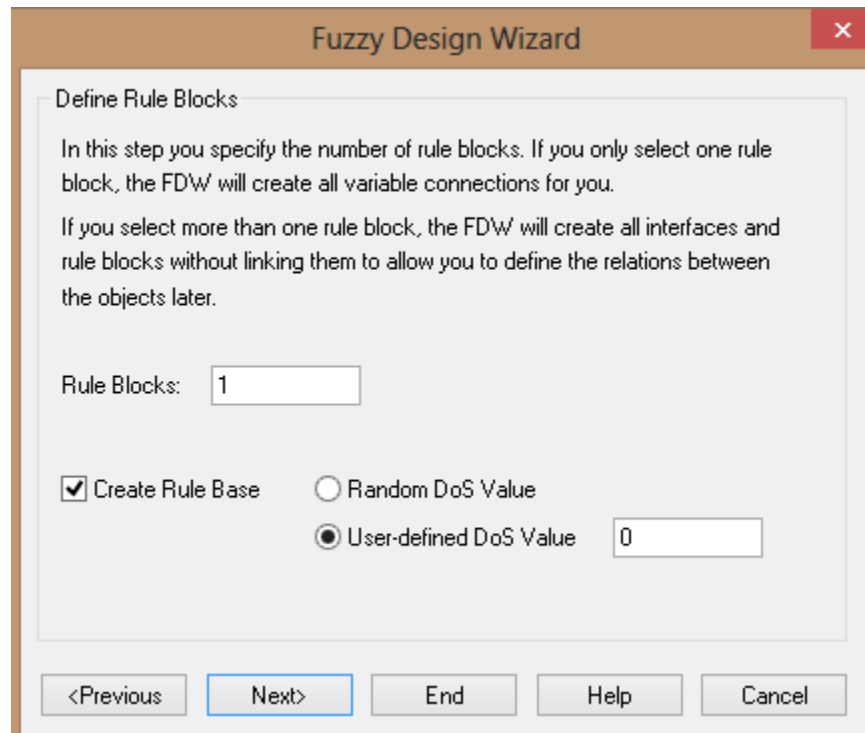 Fuzzy Design Wizard
Define Rule Blocks
In this step you specify the number of rule blocks. If you only select one rule
block, the FDW will create all variable connections for you.
If you select more than one rule block, the FDW will create all interfaces and
rule blocks without linking them to allow you to define the relations between
the objects later.
Rule Blocks: 1
Create Rule Base Random DoS Value
User-defined DoS Value 0
<Previous Next> End Help Cancel